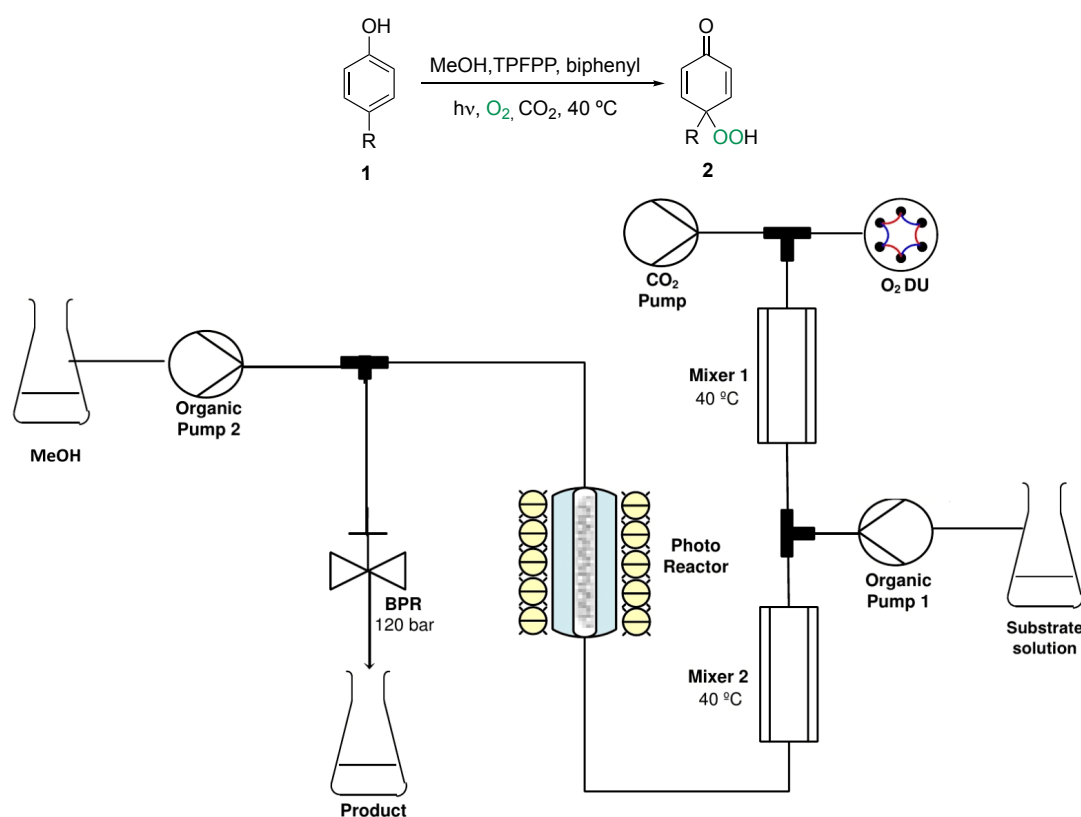 OH
R
1
MeOH,TPFPP, biphenyl
hν, O₂, CO₂, 40 ºC
O
R
OOH
2
CO₂
Pump
O₂ DU
Mixer 1
40 ºC
MeOH
Organic
Pump 2
BPR
120 bar
Product
Photo
Reactor
Organic
Pump 1
Substrate
solution
Mixer 2
40 ºC